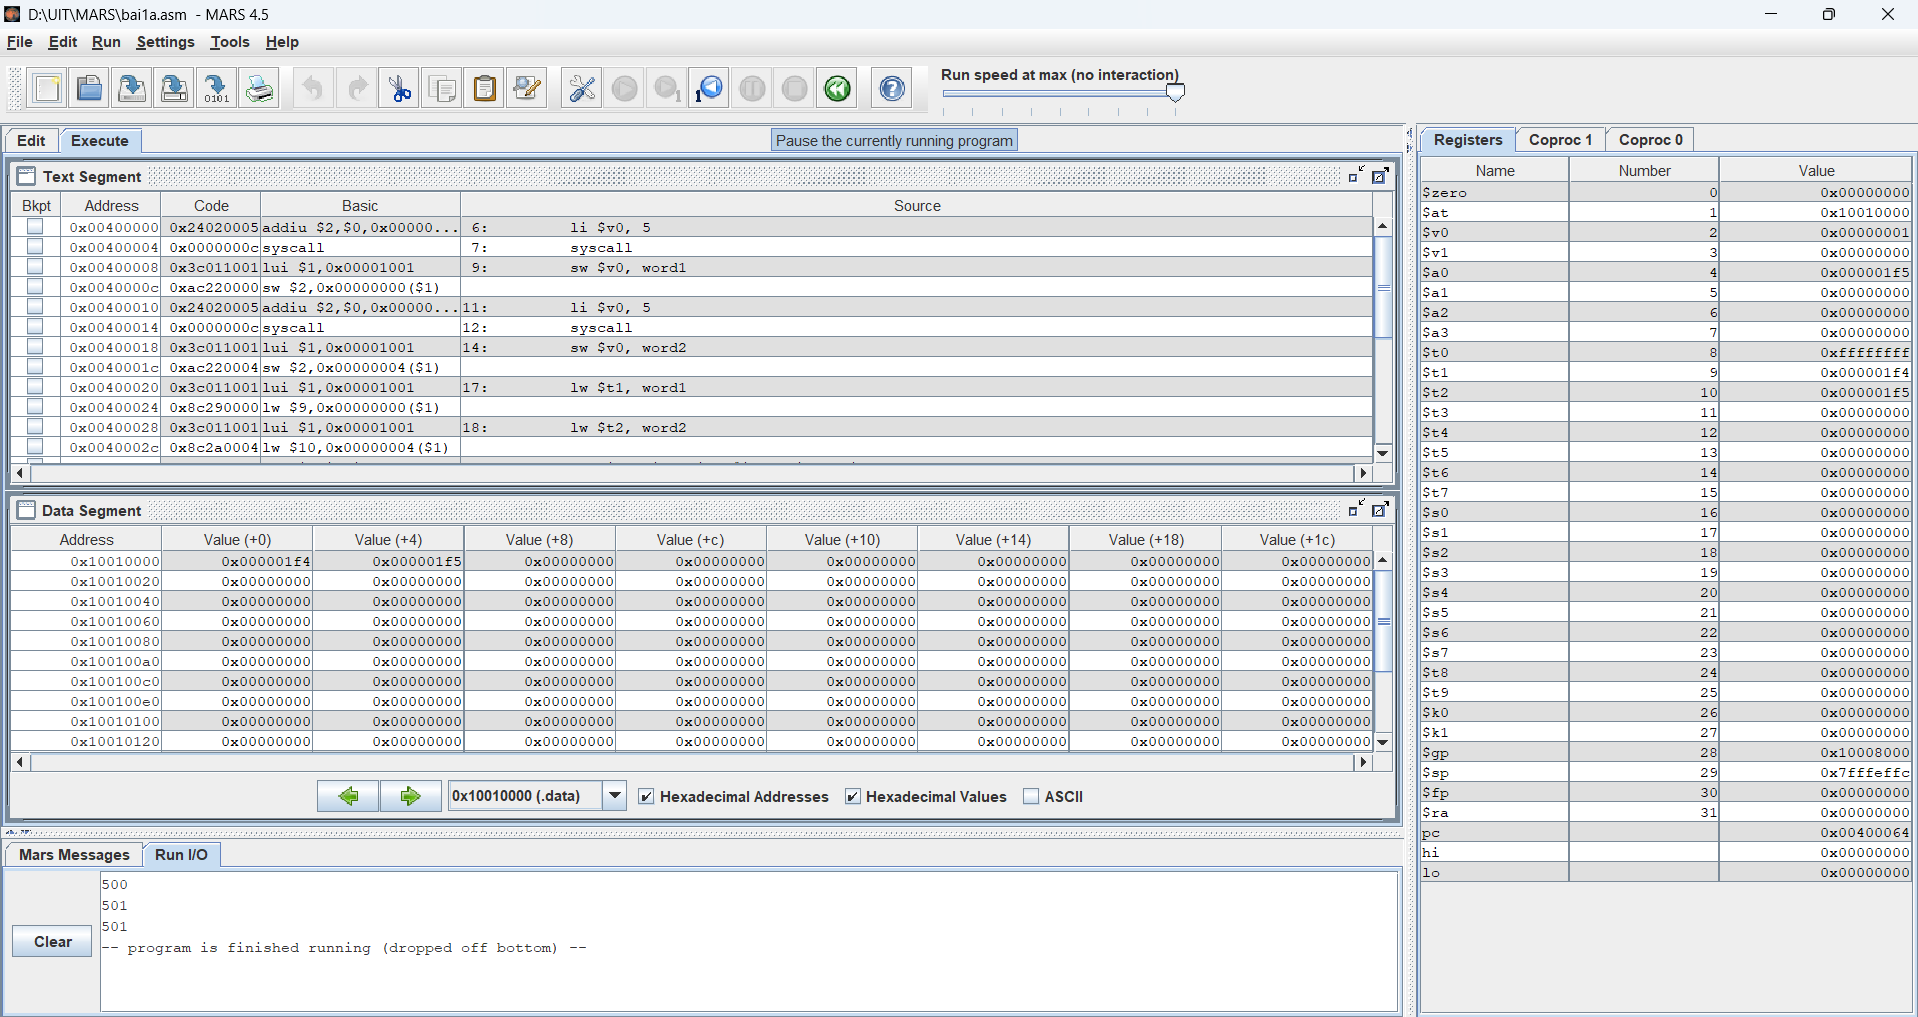 D:\UIT\MARS\bai1a.asm - MARS 4.5
File Edit Run Settings Tools Help
Run speed at max (no interaction)
Edit Execute
Pause the currently running program
Text Segment
Bkpt Address Code Basic Source
0x00400000 0x24020005 addiu $2,$0,0x00000... 6: li $v0, 5
0x00400004 0x0000000c syscall 7: syscall
0x00400008 0x3c011001 lui $1,0x00001001 9: sw $v0, word1
0x0040000c 0xac220000 sw $2,0x00000000($1)
0x00400010 0x24020005 addiu $2,$0,0x00000... 11: li $v0, 5
0x00400014 0x0000000c syscall 12: syscall
0x00400018 0x3c011001 lui $1,0x00001001 14: sw $v0, word2
0x0040001c 0xac220004 sw $2,0x00000004($1)
0x00400020 0x3c011001 lui $1,0x00001001 17: lw $t1, word1
0x00400024 0x8c290000 lw $9,0x00000000($1)
0x00400028 0x3c011001 lui $1,0x00001001 18: lw $t2, word2
0x0040002c 0x8c2a0004 lw $10,0x00000004($1)
Data Segment
Address Value (+0) Value (+4) Value (+8) Value (+c) Value (+10) Value (+14) Value (+18) Value (+1c)
0x10010000 0x000001f4 0x000001f5 0x00000000 0x00000000 0x00000000 0x00000000 0x00000000 0x00000000
0x10010020 0x00000000 0x00000000 0x00000000 0x00000000 0x00000000 0x00000000 0x00000000 0x00000000
0x10010040 0x00000000 0x00000000 0x00000000 0x00000000 0x00000000 0x00000000 0x00000000 0x00000000
0x10010060 0x00000000 0x00000000 0x00000000 0x00000000 0x00000000 0x00000000 0x00000000 0x00000000
0x10010080 0x00000000 0x00000000 0x00000000 0x00000000 0x00000000 0x00000000 0x00000000 0x00000000
0x100100a0 0x00000000 0x00000000 0x00000000 0x00000000 0x00000000 0x00000000 0x00000000 0x00000000
0x100100c0 0x00000000 0x00000000 0x00000000 0x00000000 0x00000000 0x00000000 0x00000000 0x00000000
0x100100e0 0x00000000 0x00000000 0x00000000 0x00000000 0x00000000 0x00000000 0x00000000 0x00000000
0x10010100 0x00000000 0x00000000 0x00000000 0x00000000 0x00000000 0x00000000 0x00000000 0x00000000
0x10010120 0x00000000 0x00000000 0x00000000 0x00000000 0x00000000 0x00000000 0x00000000 0x00000000
0x10010000 (.data) Hexadecimal Addresses Hexadecimal Values ASCII
Mars Messages Run I/O
Clear
500
501
501
-- program is finished running (dropped off bottom) --
Registers Coproc 1 Coproc 0
Name Number Value
$zero 0 0x00000000
$at 1 0x10010000
$v0 2 0x00000001
$v1 3 0x00000000
$a0 4 0x000001f5
$a1 5 0x00000000
$a2 6 0x00000000
$a3 7 0x00000000
$t0 8 0xffffffff
$t1 9 0x000001f4
$t2 10 0x000001f5
$t3 11 0x00000000
$t4 12 0x00000000
$t5 13 0x00000000
$t6 14 0x00000000
$t7 15 0x00000000
$s0 16 0x00000000
$s1 17 0x00000000
$s2 18 0x00000000
$s3 19 0x00000000
$s4 20 0x00000000
$s5 21 0x00000000
$s6 22 0x00000000
$s7 23 0x00000000
$t8 24 0x00000000
$t9 25 0x00000000
$k0 26 0x00000000
$k1 27 0x00000000
$gp 28 0x10008000
$sp 29 0x7fffeffc
$fp 30 0x00000000
$ra 31 0x00000000
pc 0x00400064
hi 0x00000000
lo 0x00000000